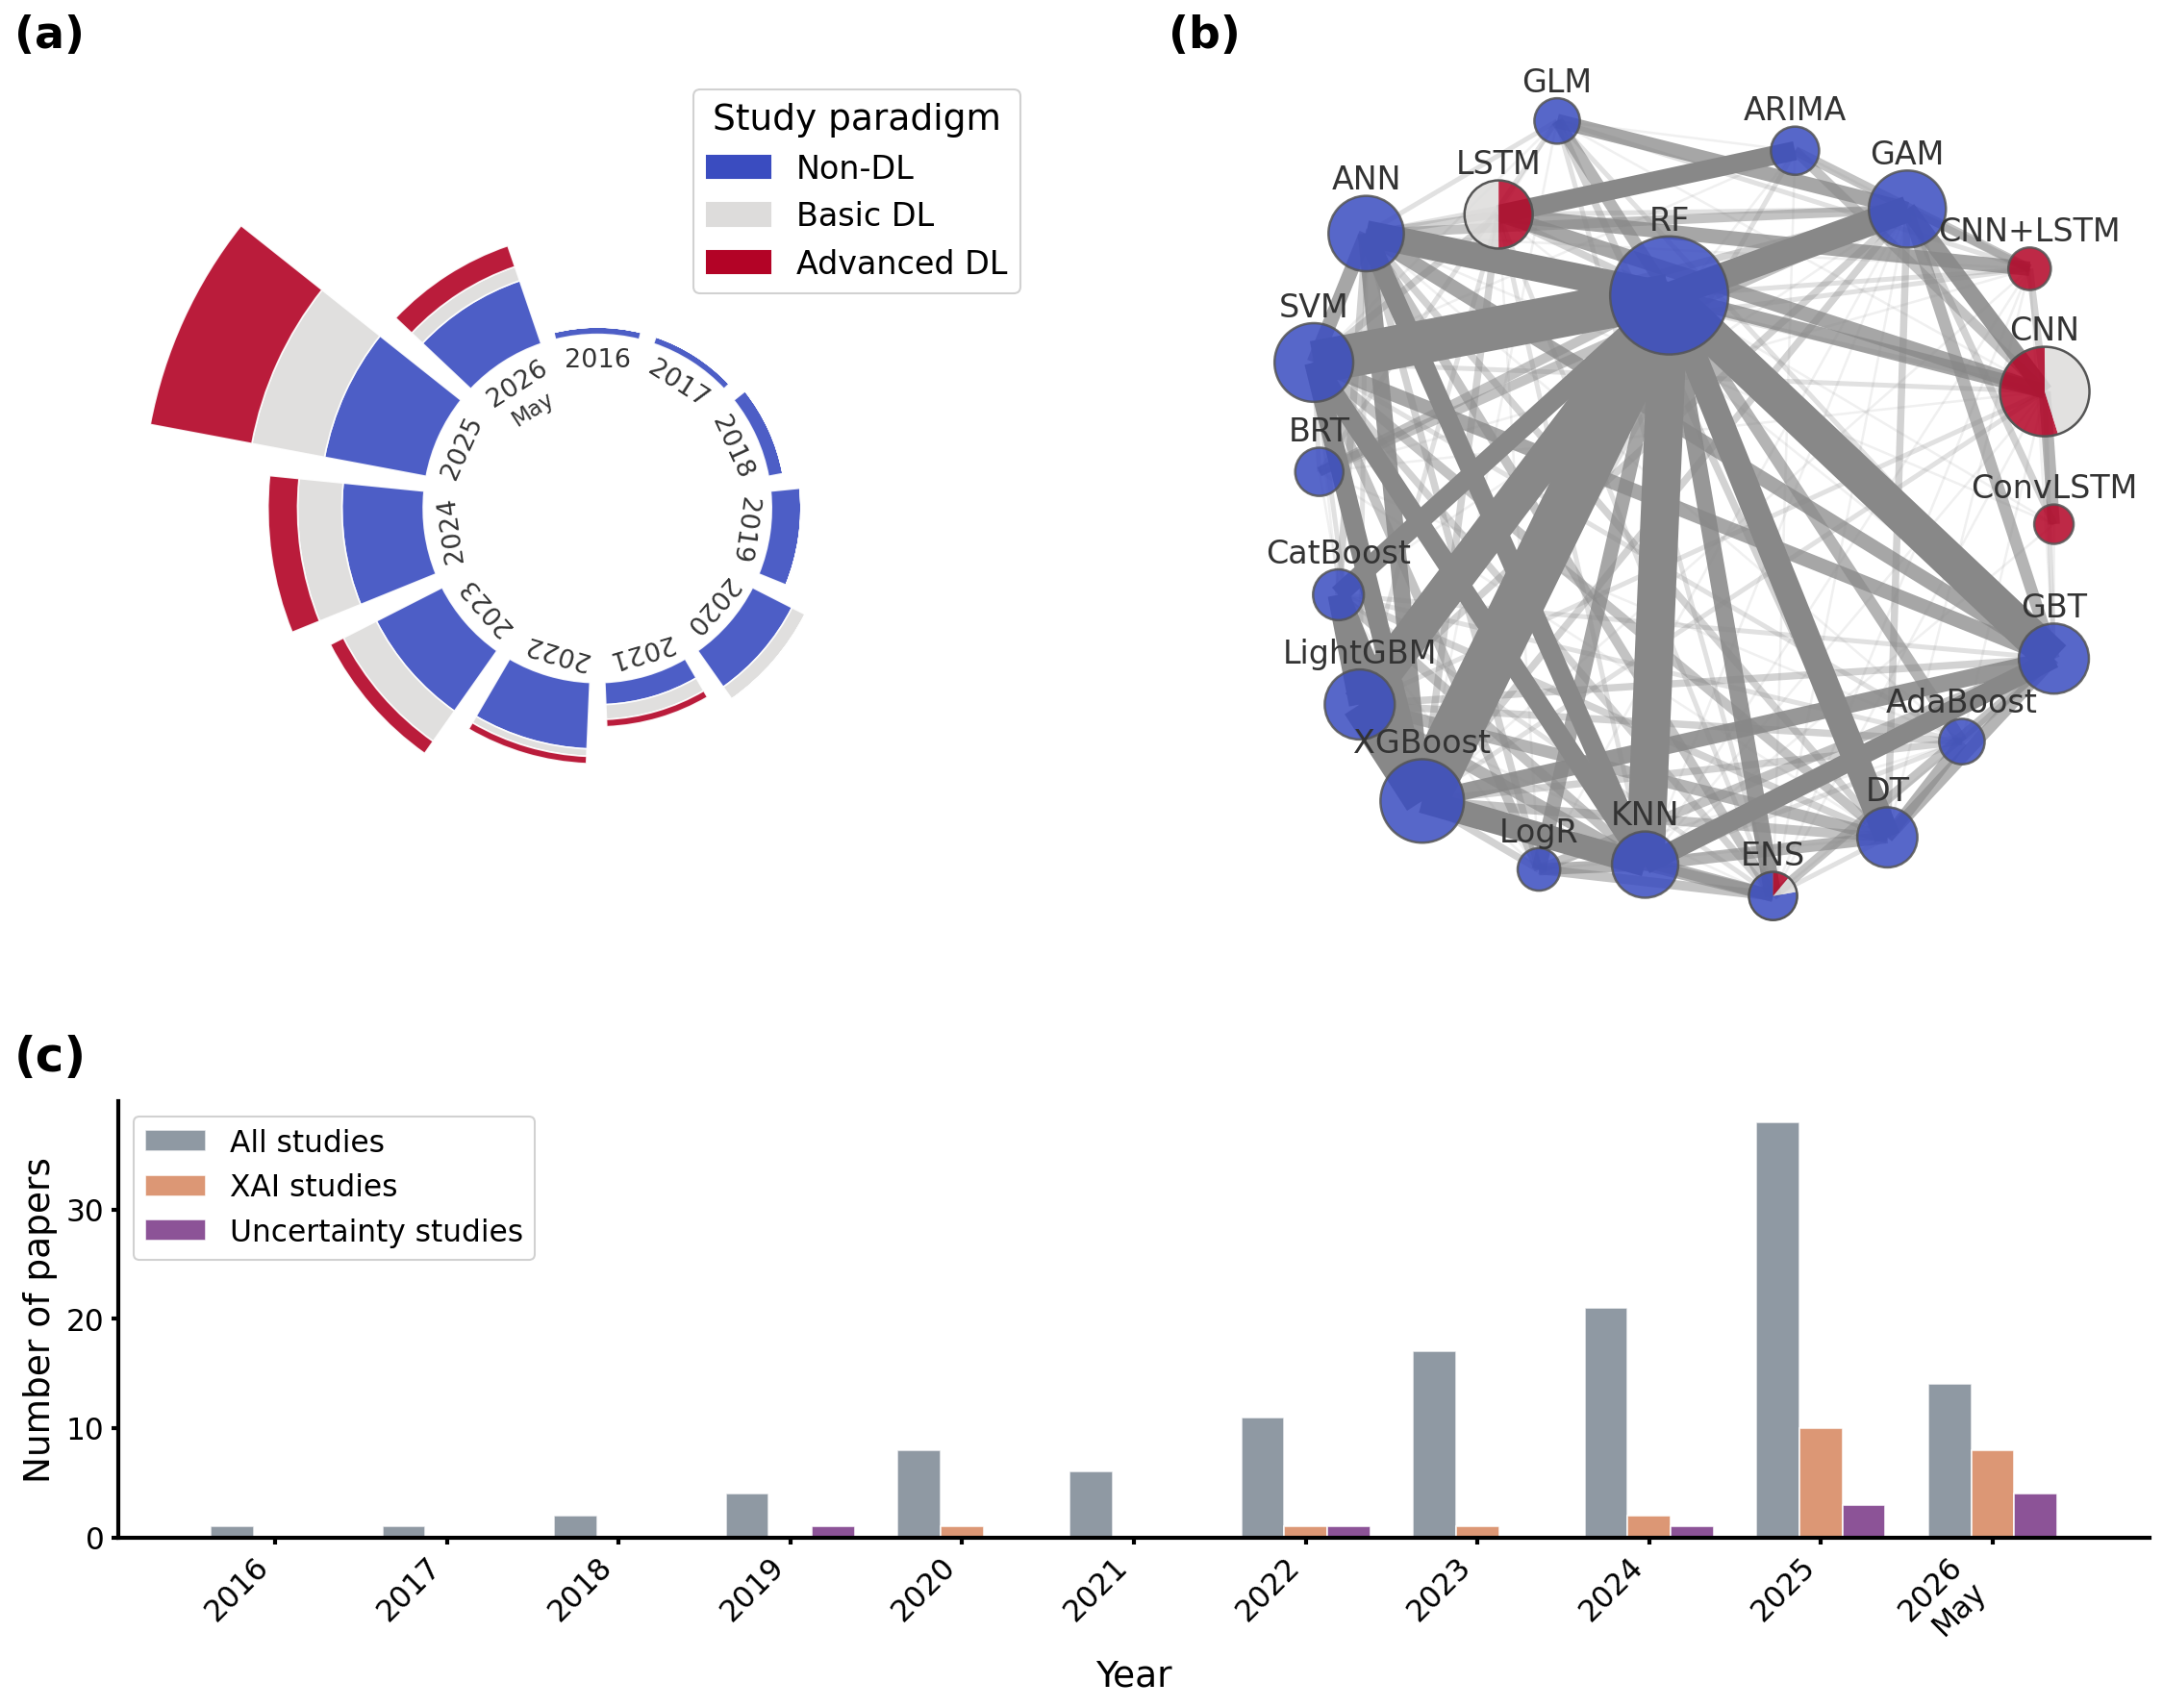 (a)
Study paradigm
Non-DL
Basic DL
Advanced DL
2016
2017
2018
2019
2020
2021
2022
2023
2024
2025
2026
May
(b)
GLM
ARIMA
GAM
LSTM
ANN
RF
CNN+LSTM
SVM
CNN
BRT
ConvLSTM
CatBoost
GBT
LightGBM
AdaBoost
XGBoost
DT
KNN
LogR
ENS
(c)
All studies
XAI studies
Uncertainty studies
Number of papers
30
20
10
0
2016
2017
2018
2019
2020
2021
2022
2023
2024
2025
2026
May
Year